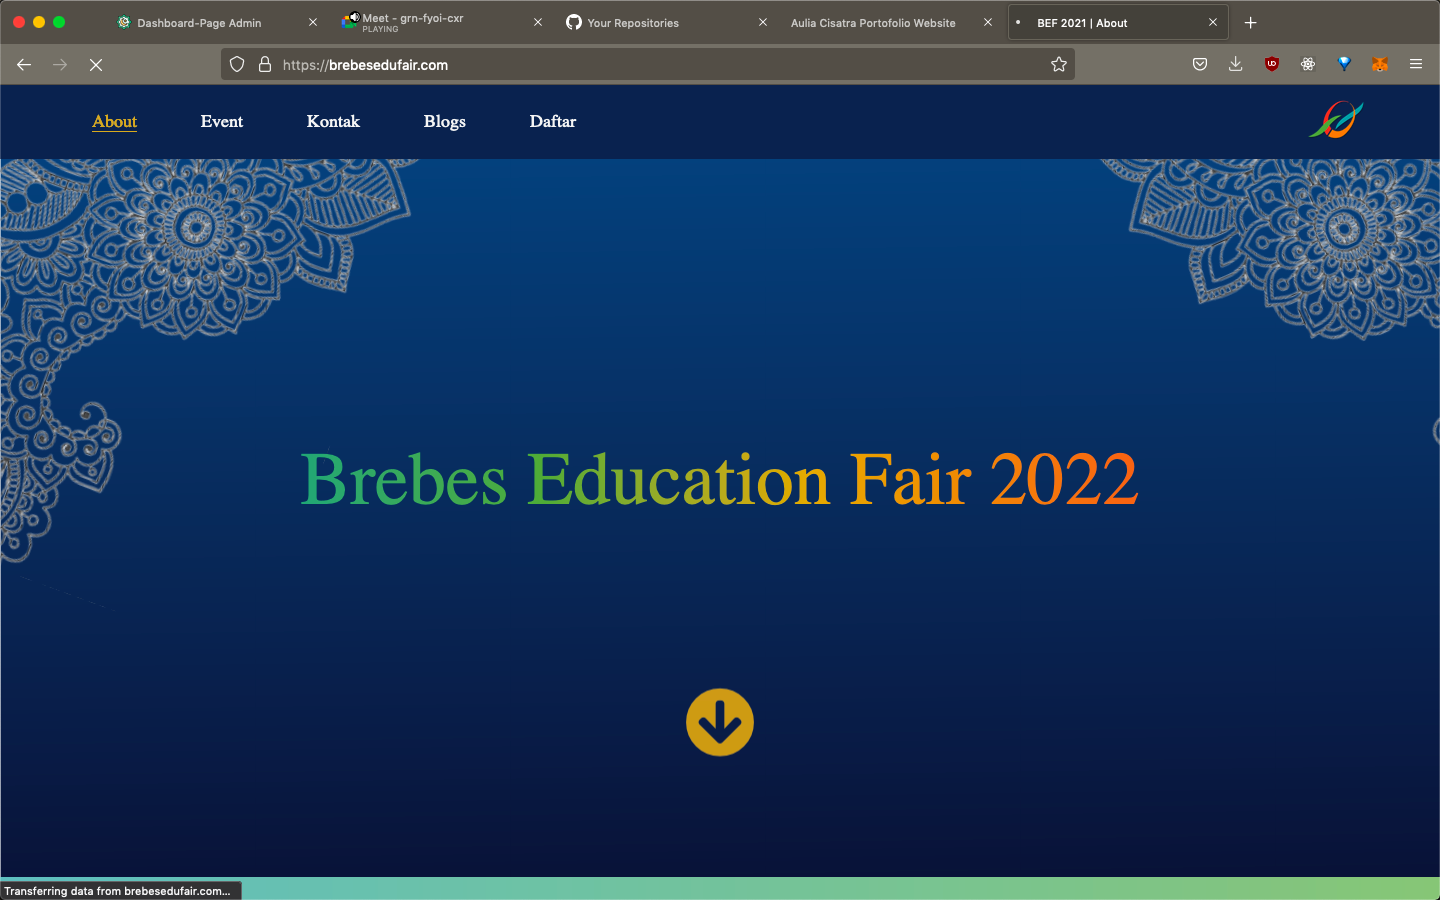 Dashboard-Page Admin
Meet - grn-fyoi-cxr
PLAYING
Your Repositories
Aulia Cisatra Portofolio Website
BEF 2021 | About
https://brebesedufair.com
About
Event
Kontak
Blogs
Daftar
Brebes Education Fair 2022
Transferring data from brebesedufair.com...